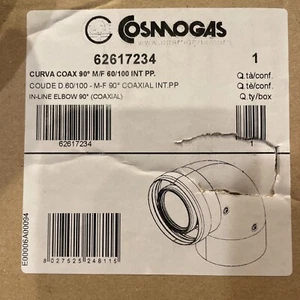 COSMOGAS
62617234 1
CURVA COAX 90° M/F 60/100 INT PP. Q.tà/conf.
COUDE D.60/100 - M-F 90° COAXIAL INT.PP Q.té/conf.
IN-LINE ELBOW 90° (COAXIAL) Q.ty/box
62617234
E00006A00094
8 027525 246115